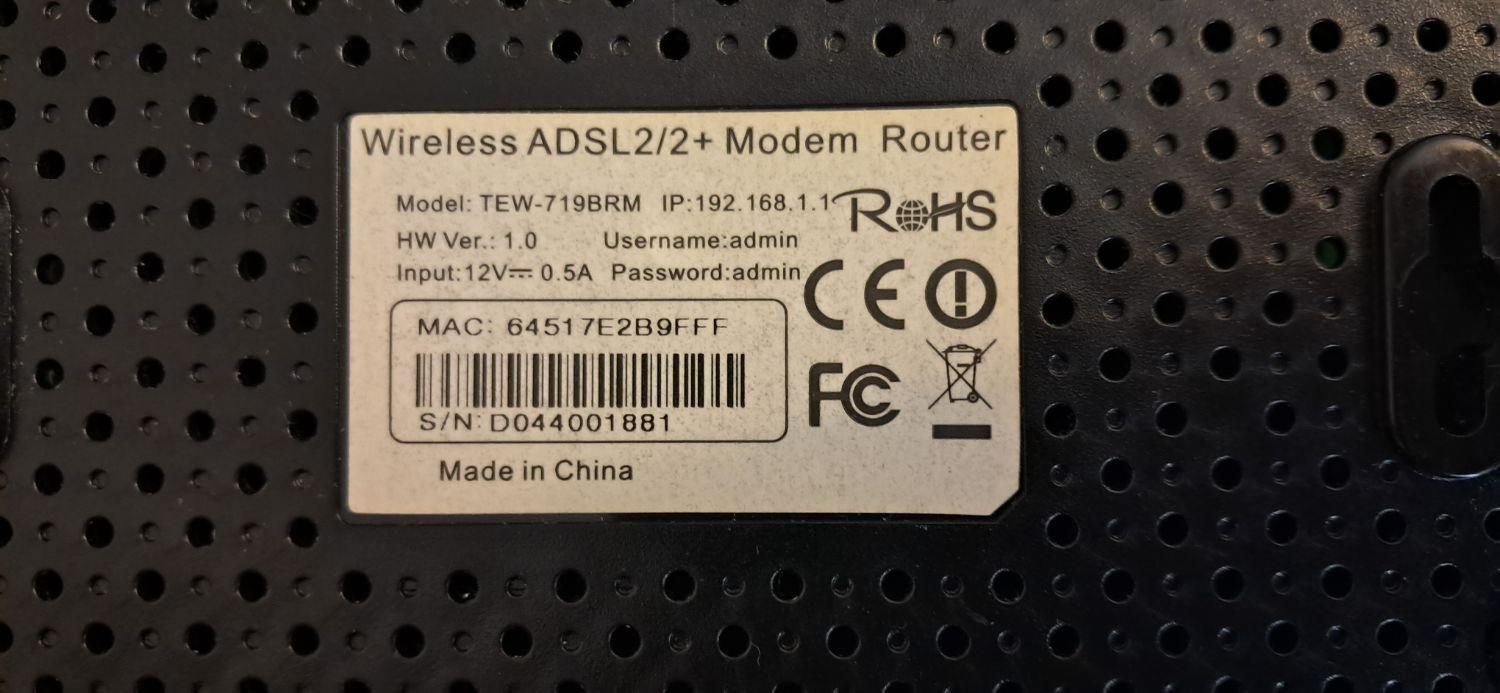 Wireless ADSL2/2+ Modem Router
Model: TEW-719BRM IP:192.168.1.1
RoHS
HW Ver.: 1.0 Username:admin
Input:12V⎓ 0.5A Password:admin
CE
MAC: 64517E2B9FFF
FC
S/N: D044001881
Made in China